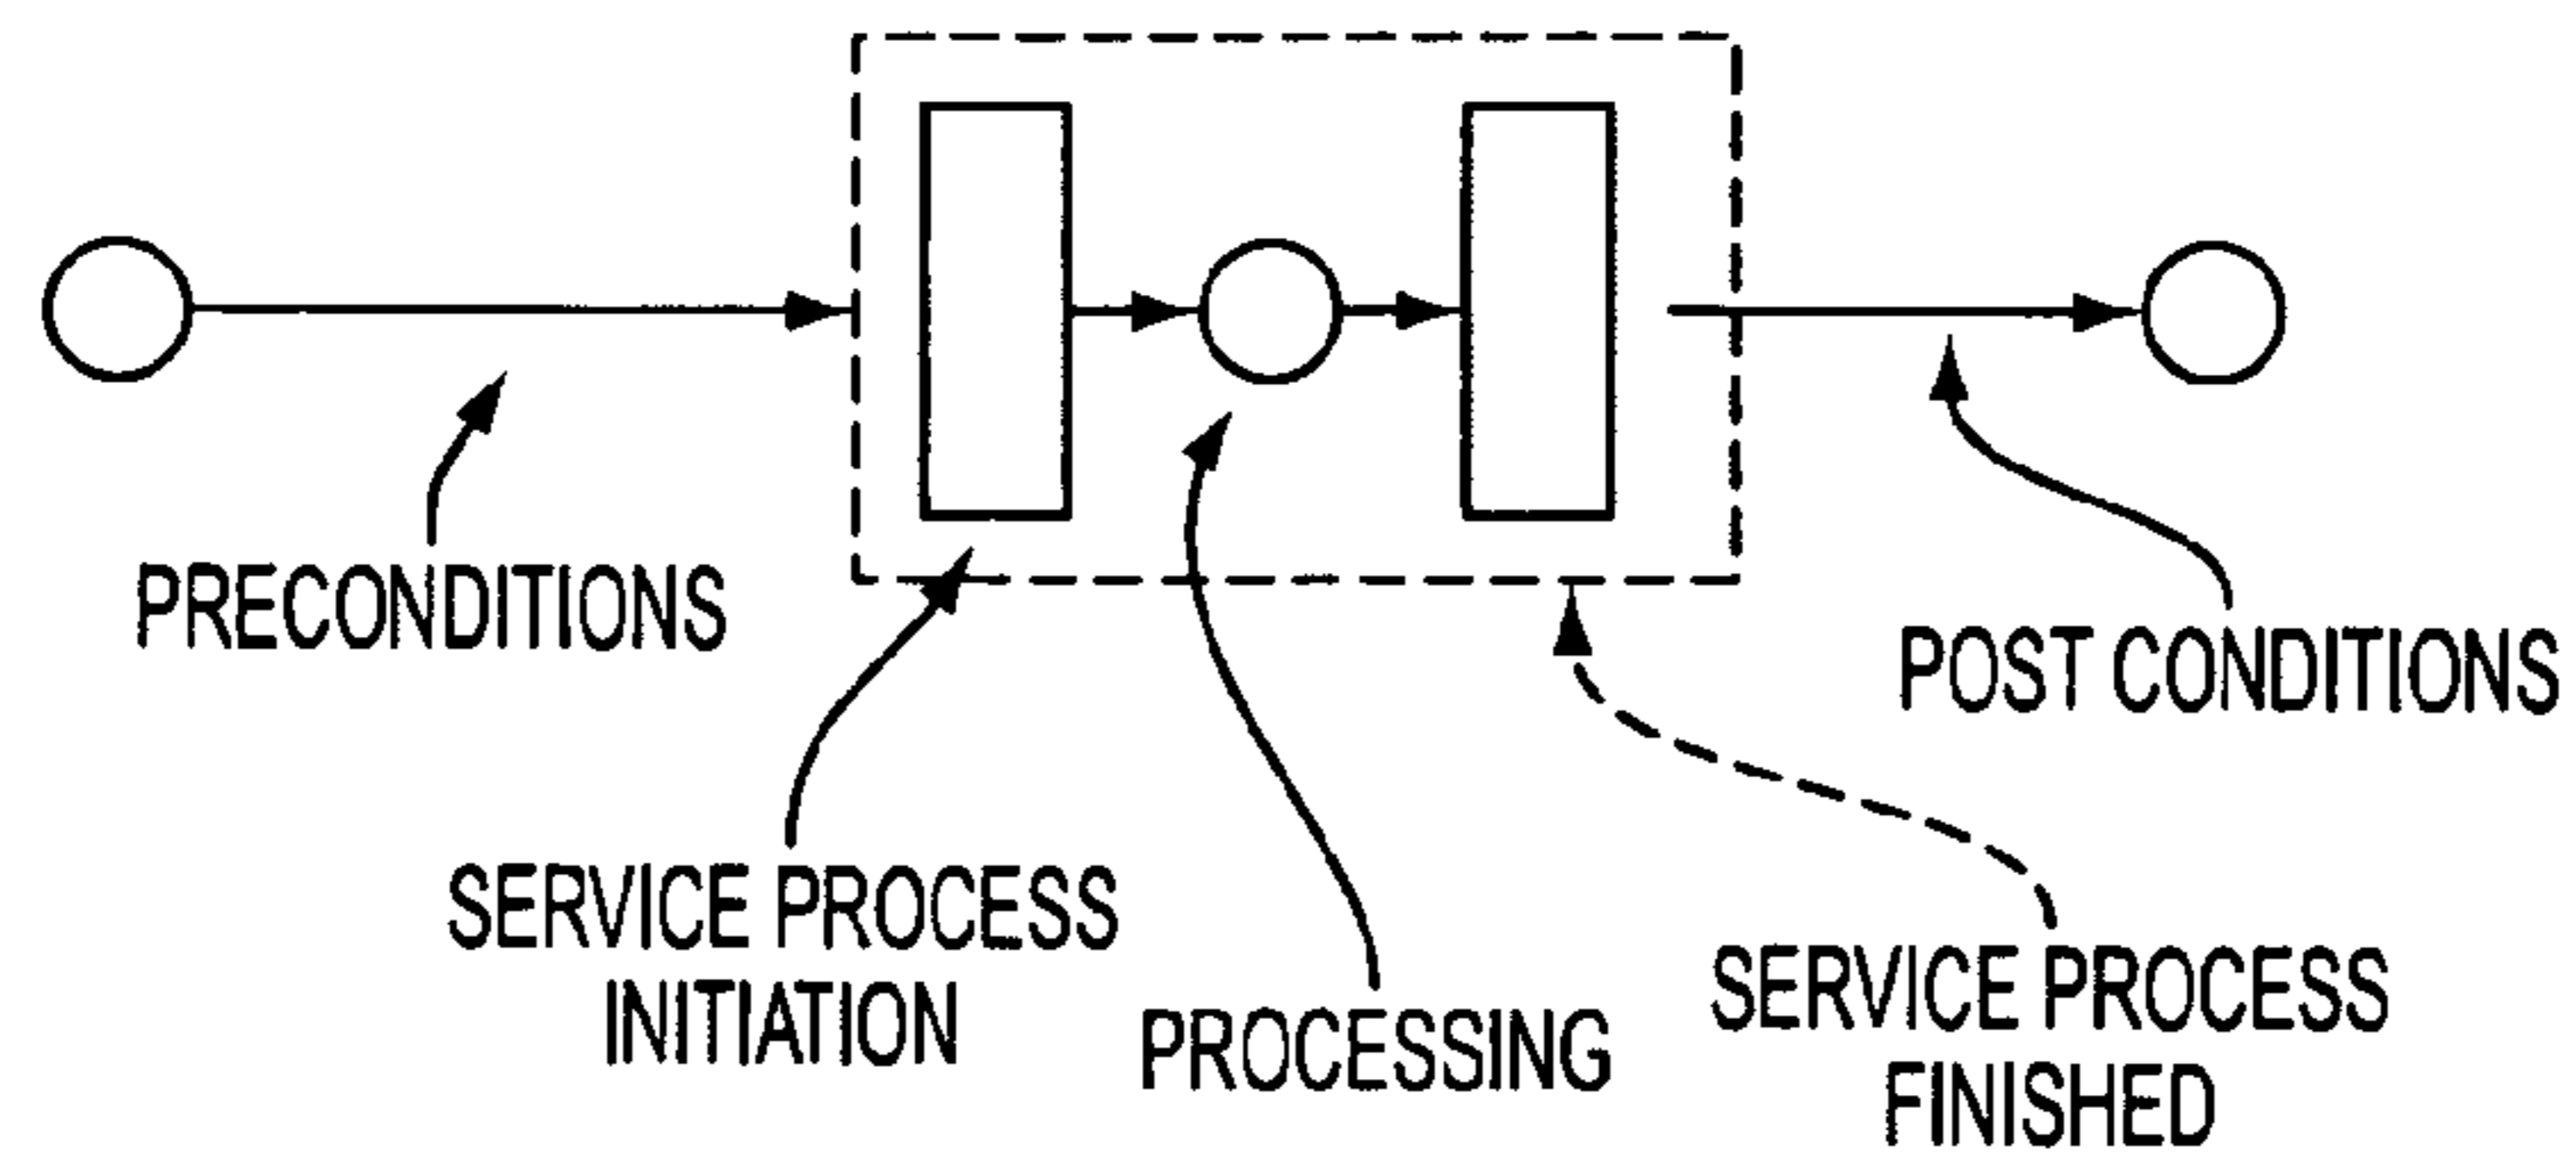 PRECONDITIONS
POST CONDITIONS
SERVICE PROCESS
INITIATION
PROCESSING
SERVICE PROCESS
FINISHED